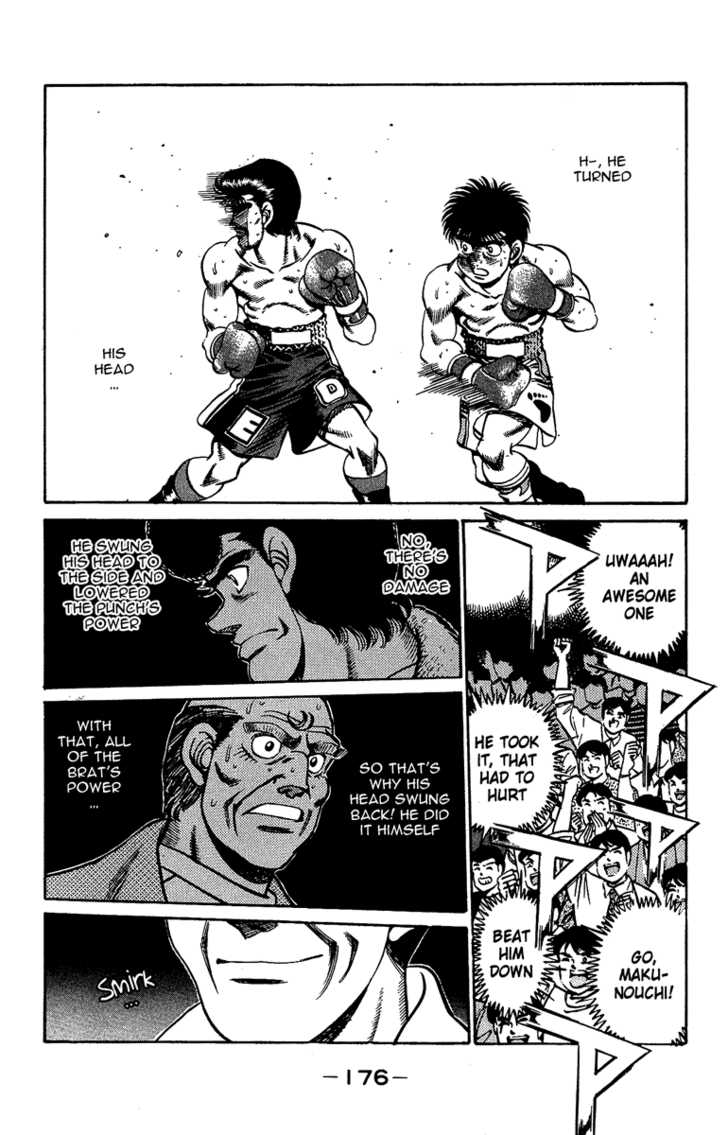 H-, HE
TURNED
HIS
HEAD
...
E
D
UWAAAH!
AN
AWESOME
ONE
HE TOOK
IT, THAT
HAD TO
HURT
GO,
MAKU-
NOUCHI!
BEAT
HIM
DOWN
NO,
THERE'S
NO
DAMAGE
HE SWUNG
HIS HEAD TO
THE SIDE AND
LOWERED
THE PUNCH'S
POWER
SO THAT'S
WHY HIS
HEAD SWUNG
BACK! HE DID
IT HIMSELF
WITH
THAT, ALL
OF THE
BRAT'S
POWER
...
Smirk
...
-176-